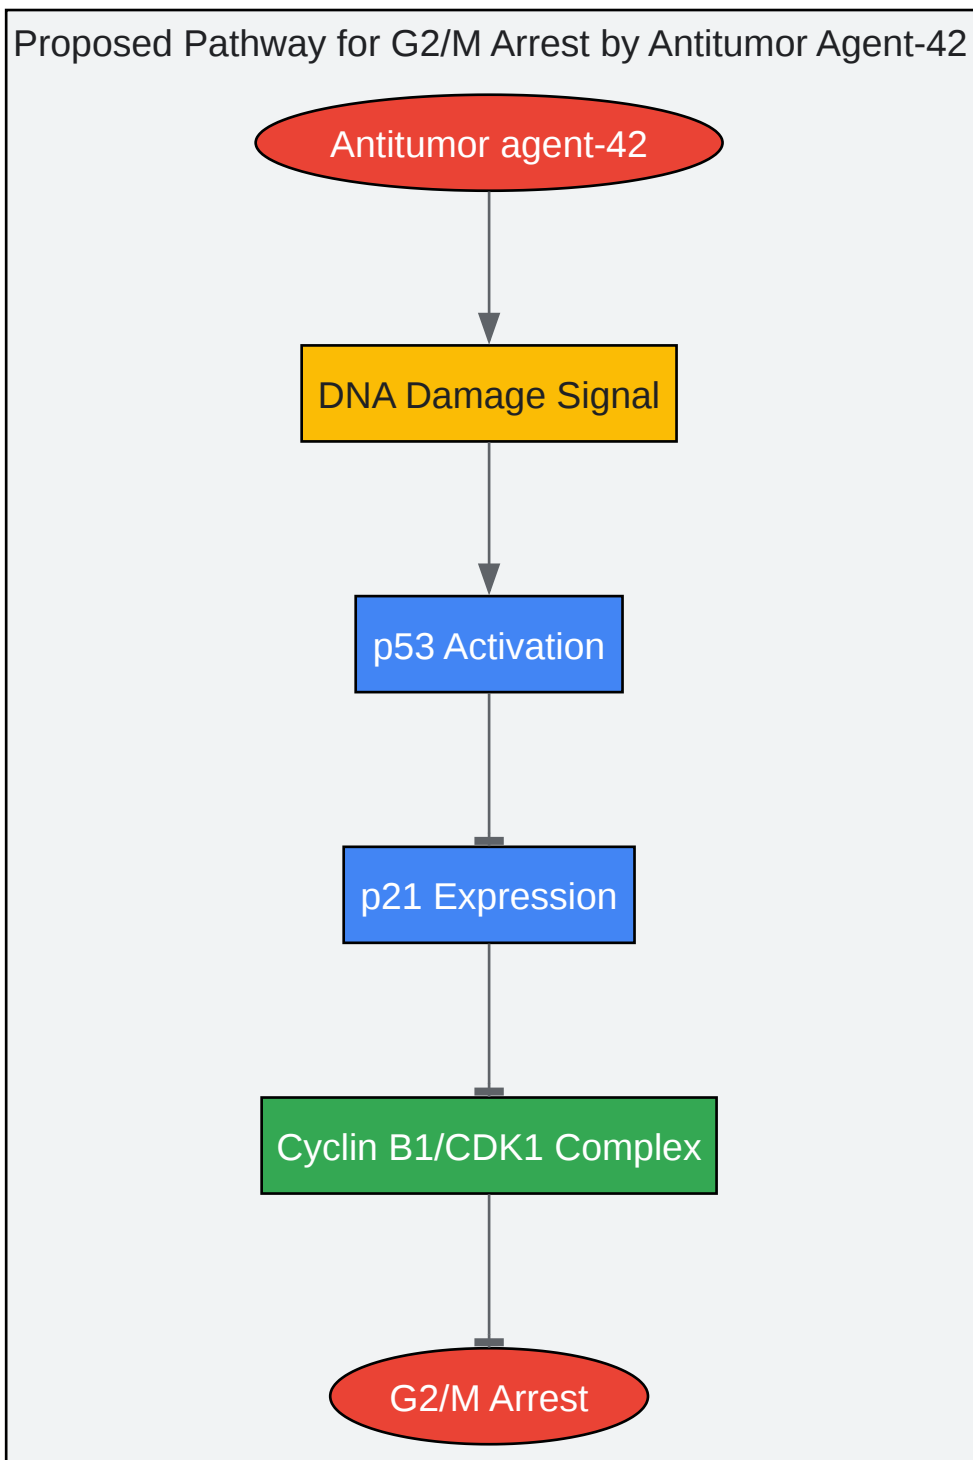 Proposed Pathway for G2/M Arrest by Antitumor Agent-42
Antitumor agent-42
DNA Damage Signal
p53 Activation
p21 Expression
Cyclin B1/CDK1 Complex
G2/M Arrest